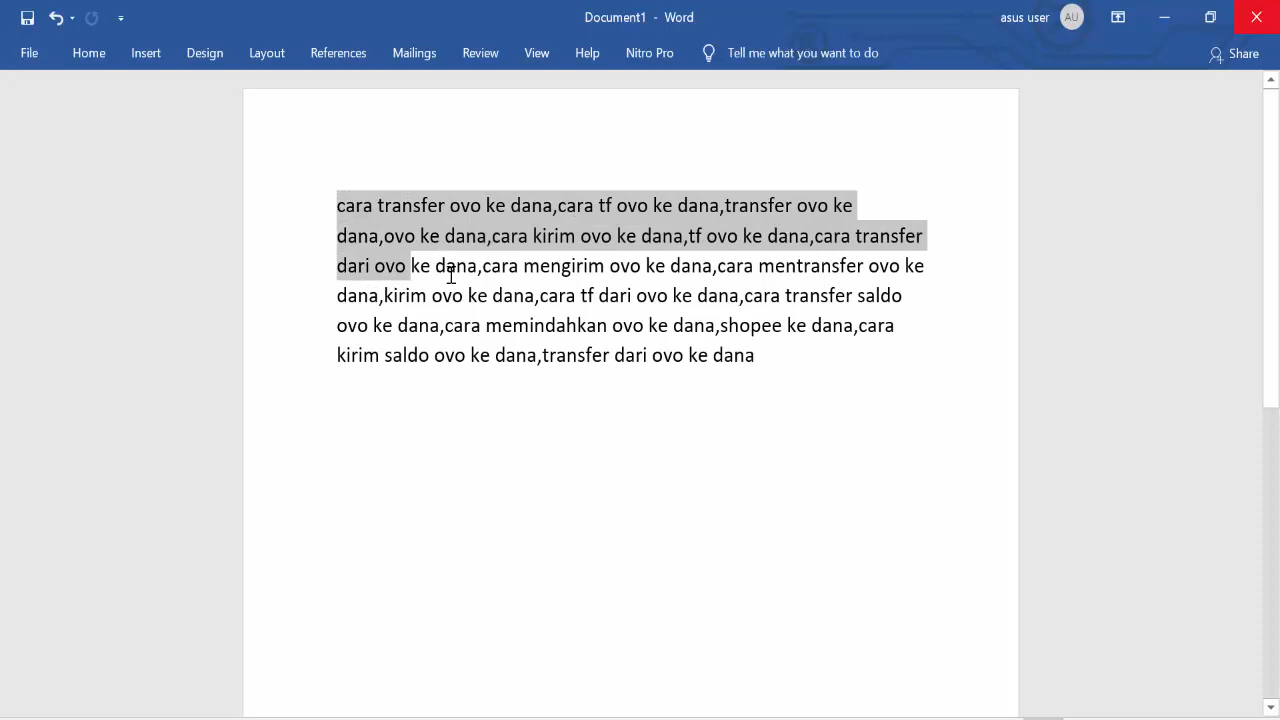 Document1 - Word
asus user AU
File Home Insert Design Layout References Mailings Review View Help Nitro Pro Tell me what you want to do Share
cara transfer ovo ke dana,cara tf ovo ke dana,transfer ovo ke
dana,ovo ke dana,cara kirim ovo ke dana,tf ovo ke dana,cara transfer
dari ovo ke dana,cara mengirim ovo ke dana,cara mentransfer ovo ke
dana,kirim ovo ke dana,cara tf dari ovo ke dana,cara transfer saldo
ovo ke dana,cara memindahkan ovo ke dana,shopee ke dana,cara
kirim saldo ovo ke dana,transfer dari ovo ke dana